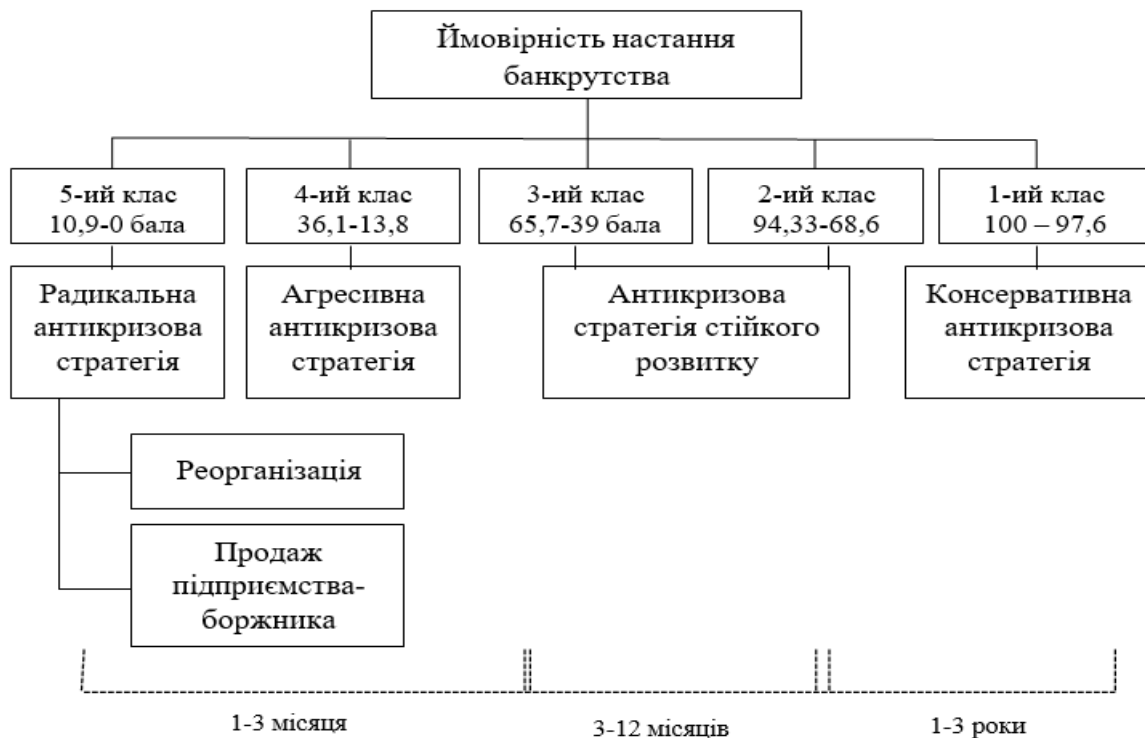 Ймовірність настання
банкрутства
5-ий клас
10,9-0 бала
4-ий клас
36,1-13,8
3-ий клас
65,7-39 бала
2-ий клас
94,33-68,6
1-ий клас
100 – 97,6
Радикальна
антикризова
стратегія
Агресивна
антикризова
стратегія
Антикризова
стратегія стійкого
розвитку
Консервативна
антикризова
стратегія
Реорганізація
Продаж
підприємства-
боржника
1-3 місяця
3-12 місяців
1-3 роки